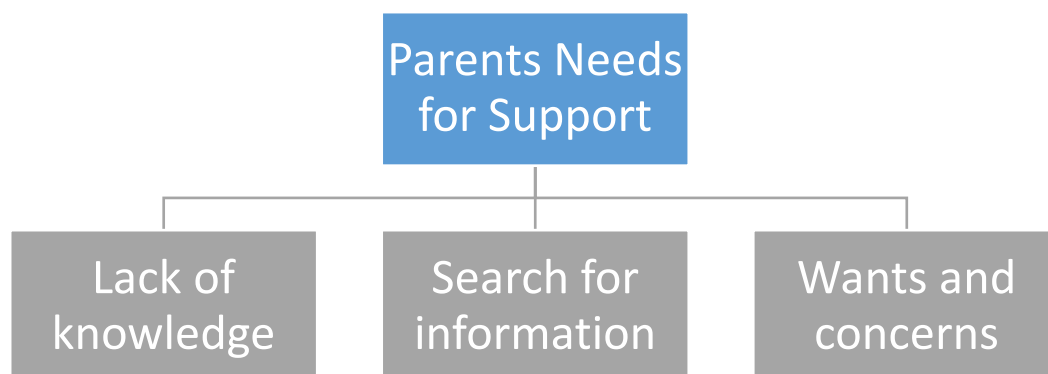 Parents Needs
for Support
Lack of
knowledge
Search for
information
Wants and
concerns